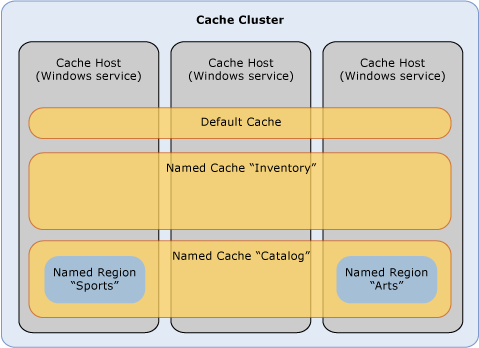 Cache Cluster
Cache Host
(Windows service)
Cache Host
(Windows service)
Cache Host
(Windows service)
Default Cache
Named Cache “Inventory”
Named Cache “Catalog”
Named Region
“Sports”
Named Region
“Arts”